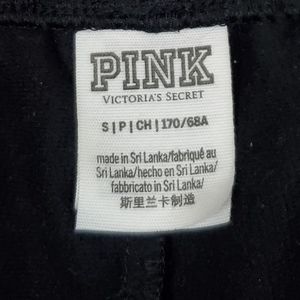 PINK
VICTORIA'S SECRET
S | P | CH | 170/68A
made in Sri Lanka/fabriqué au
Sri Lanka/hecho en Sri Lanka/
fabbricato in Sri Lanka
斯里兰卡制造